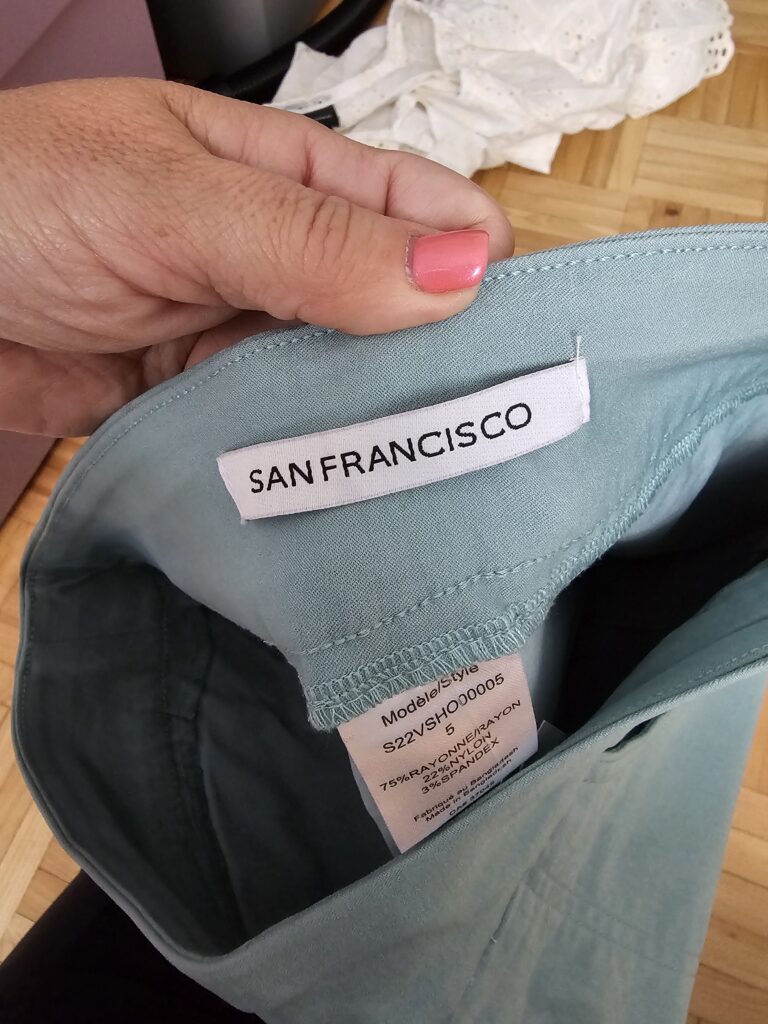 SAN FRANCISCO
Modèle/Style
S22VSHO00005
5
75%RAYONNE/RAYON
22%NYLON
3%SPANDEX
Fabriqué au Bangladesh
Made in Bangladesh